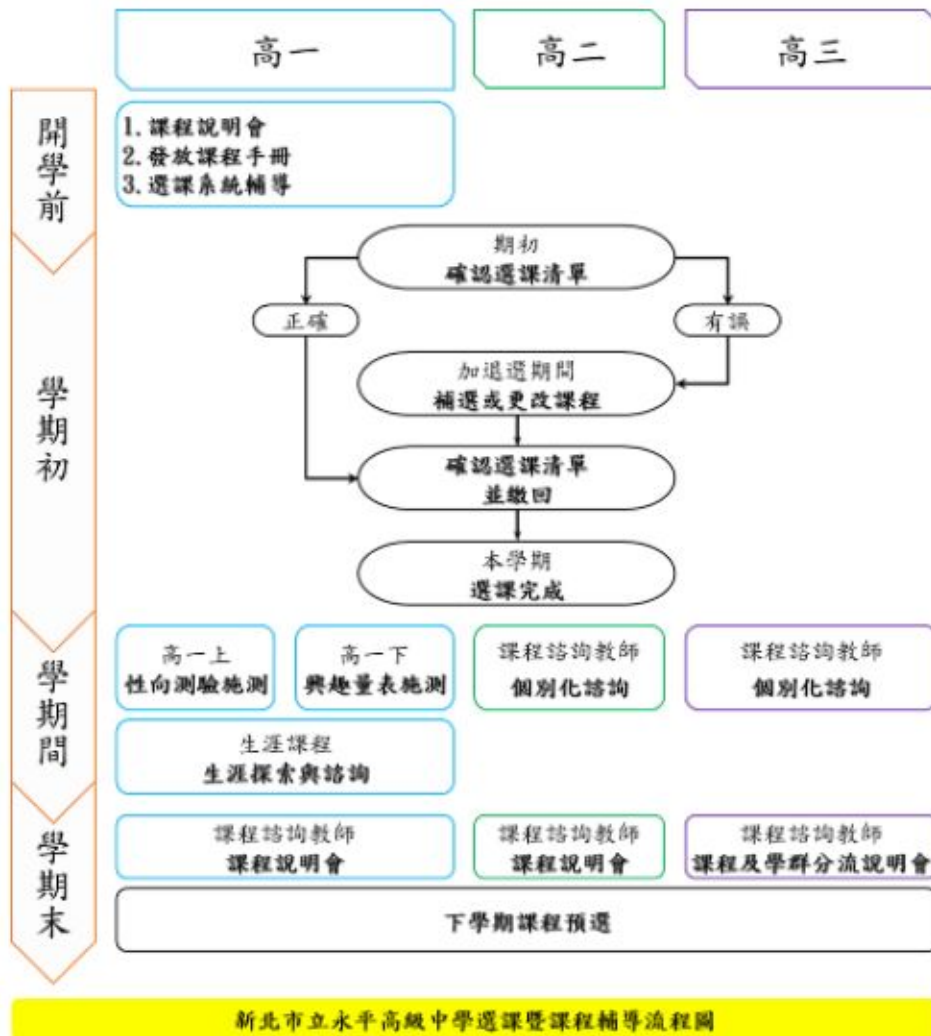 高一
高二
高三
開學前
1. 課程說明會
2. 發放課程手冊
3. 選課系統輔導
學期初
期初
確認選課清單
正確
有誤
加退選期間
補選或更改課程
確認選課清單
並繳回
本學期
選課完成
學期間
高一上
性向測驗施測
高一下
興趣量表施測
課程諮詢教師
個別化諮詢
課程諮詢教師
個別化諮詢
生涯課程
生涯探索與諮詢
學期末
課程諮詢教師
課程說明會
課程諮詢教師
課程說明會
課程諮詢教師
課程及學群分流說明會
下學期課程預選
新北市立永平高級中學選課暨課程輔導流程圖